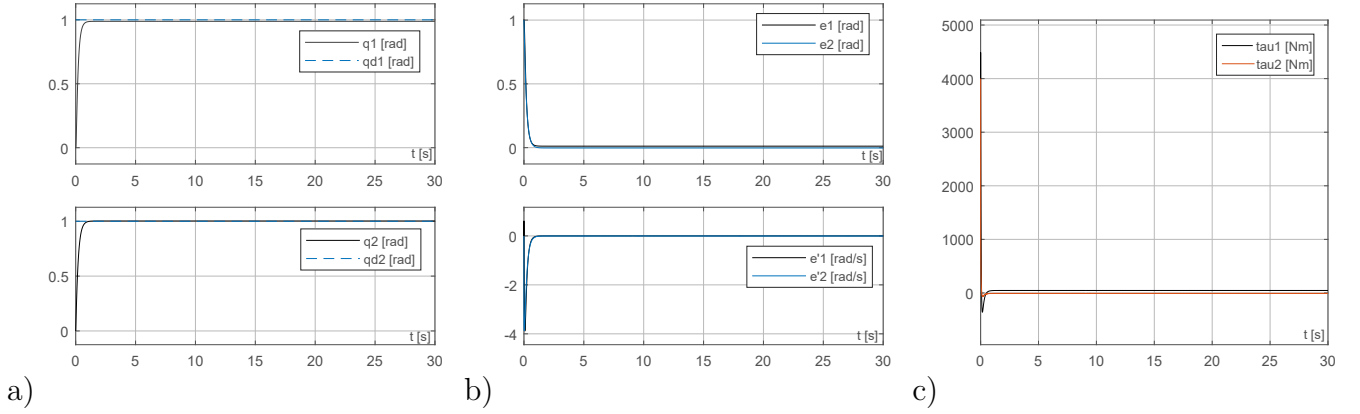 1
0.5
0
q1 [rad]
qd1 [rad]
t [s]
0 5 10 15 20 25 30
1
0.5
0
q2 [rad]
qd2 [rad]
t [s]
0 5 10 15 20 25 30
a)
1
0.5
0
e1 [rad]
e2 [rad]
t [s]
0 5 10 15 20 25 30
0
-2
-4
e'1 [rad/s]
e'2 [rad/s]
t [s]
0 5 10 15 20 25 30
b)
5000
4000
3000
2000
1000
0
tau1 [Nm]
tau2 [Nm]
t [s]
0 5 10 15 20 25 30
c)